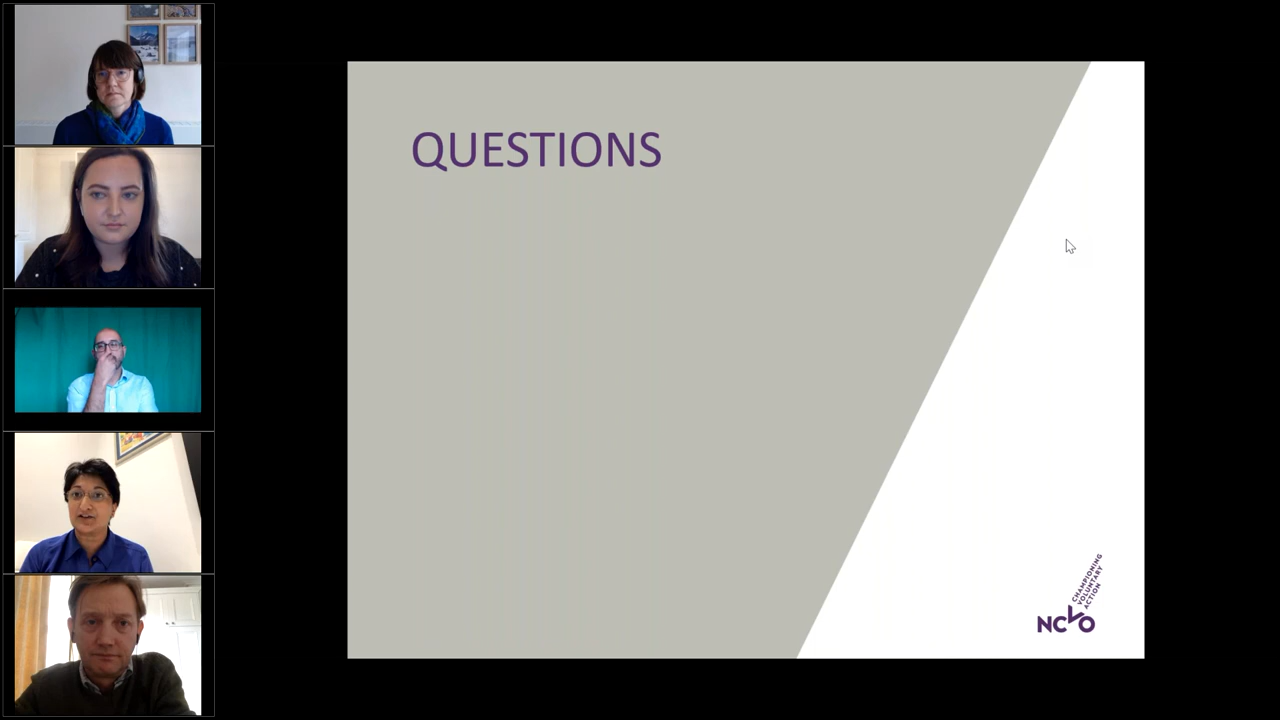 QUESTIONS
CHAMPIONING
VOLUNTARY
ACTION
NCVO